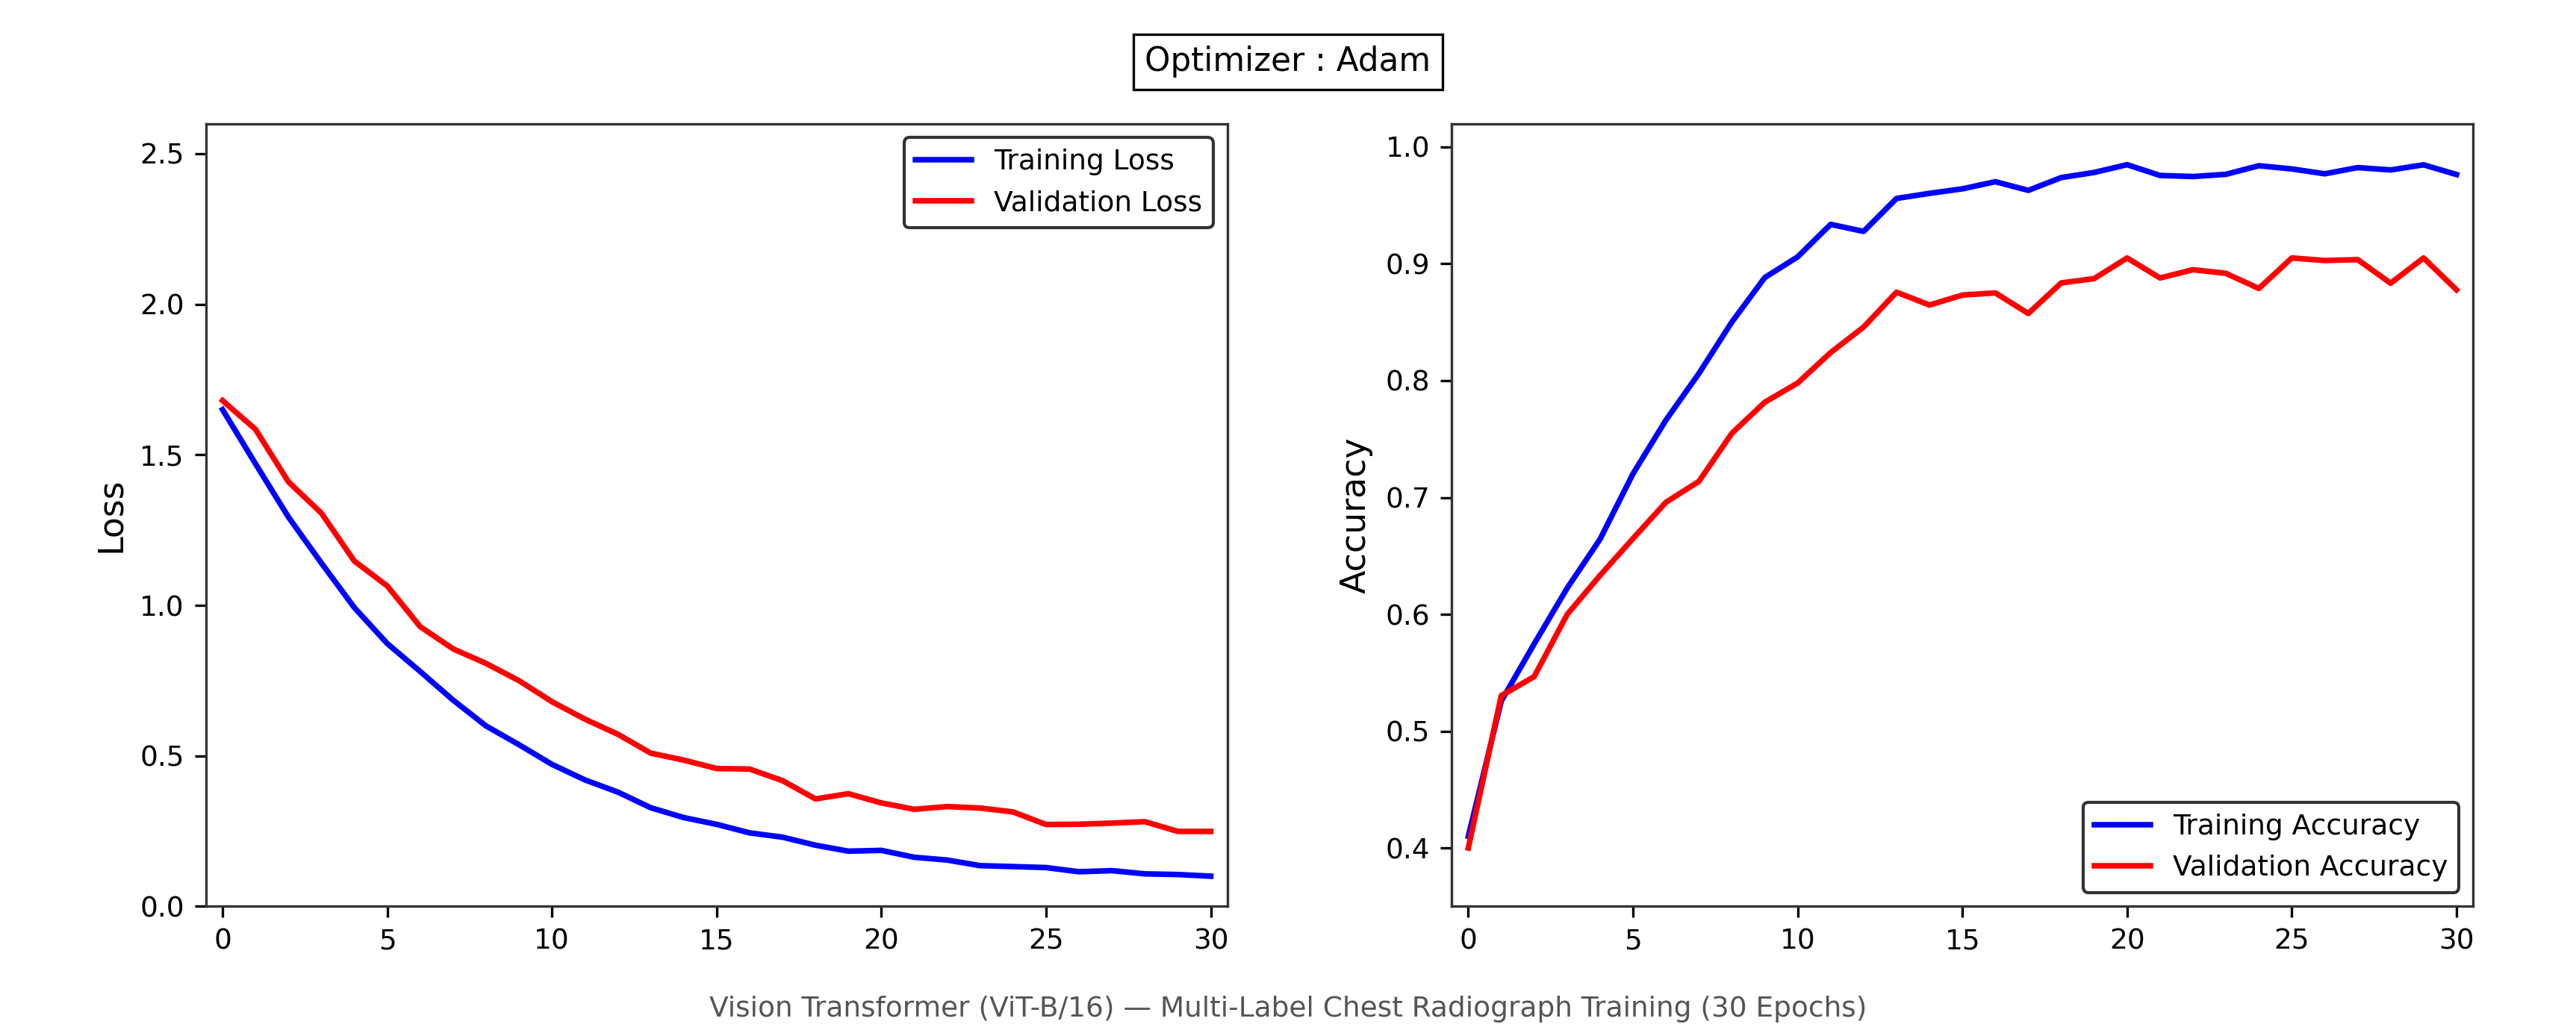 Optimizer : Adam
2.5
2.0
1.5
1.0
0.5
0.0
Loss
Training Loss
Validation Loss
0 5 10 15 20 25 30
1.0
0.9
0.8
0.7
0.6
0.5
0.4
Accuracy
Training Accuracy
Validation Accuracy
0 5 10 15 20 25 30
Vision Transformer (ViT-B/16) — Multi-Label Chest Radiograph Training (30 Epochs)